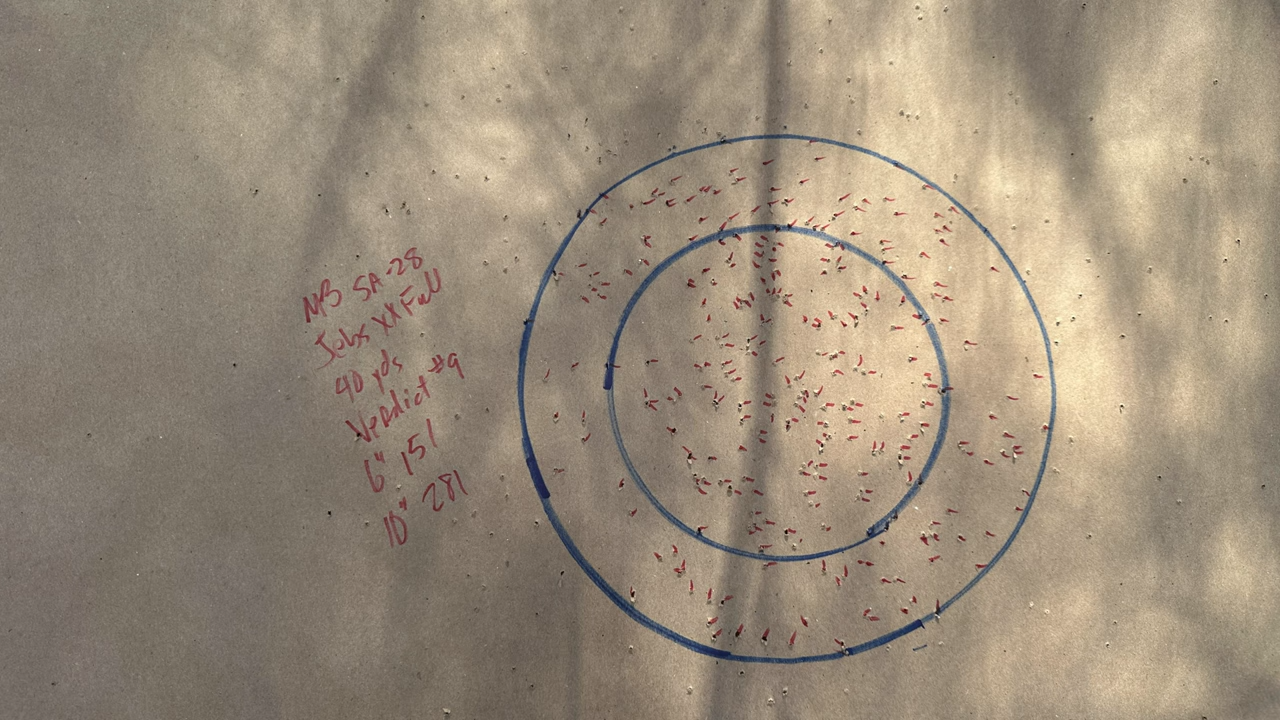 MB SA-28
Jebs XX Full
40 yds
Verdict #9
6" 151
10" 281